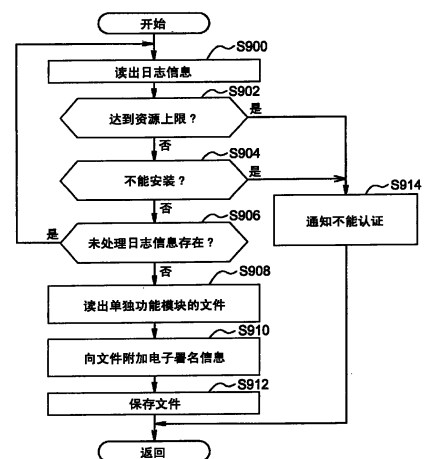 开始
S900
读出日志信息
S902
达到资源上限？
是
否
S904
不能安装？
是
否
S914
通知不能认证
S906
未处理日志信息存在？
是
否
S908
读出单独功能模块的文件
S910
向文件附加电子署名信息
S912
保存文件
返回